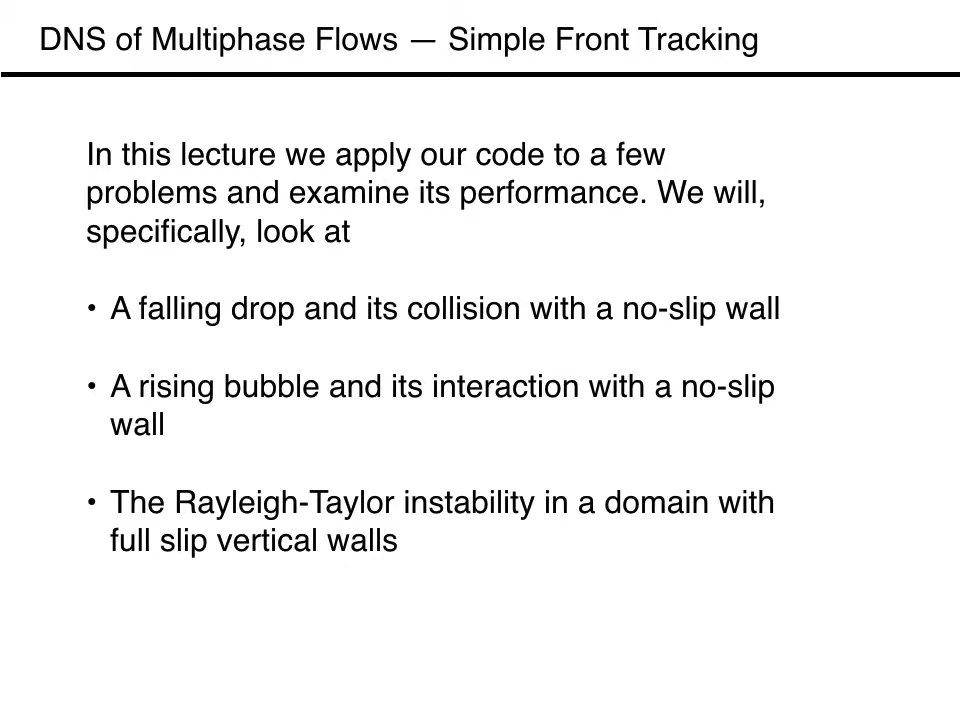 DNS of Multiphase Flows — Simple Front Tracking
In this lecture we apply our code to a few
problems and examine its performance. We will,
specifically, look at
• A falling drop and its collision with a no-slip wall
• A rising bubble and its interaction with a no-slip
wall
• The Rayleigh-Taylor instability in a domain with
full slip vertical walls